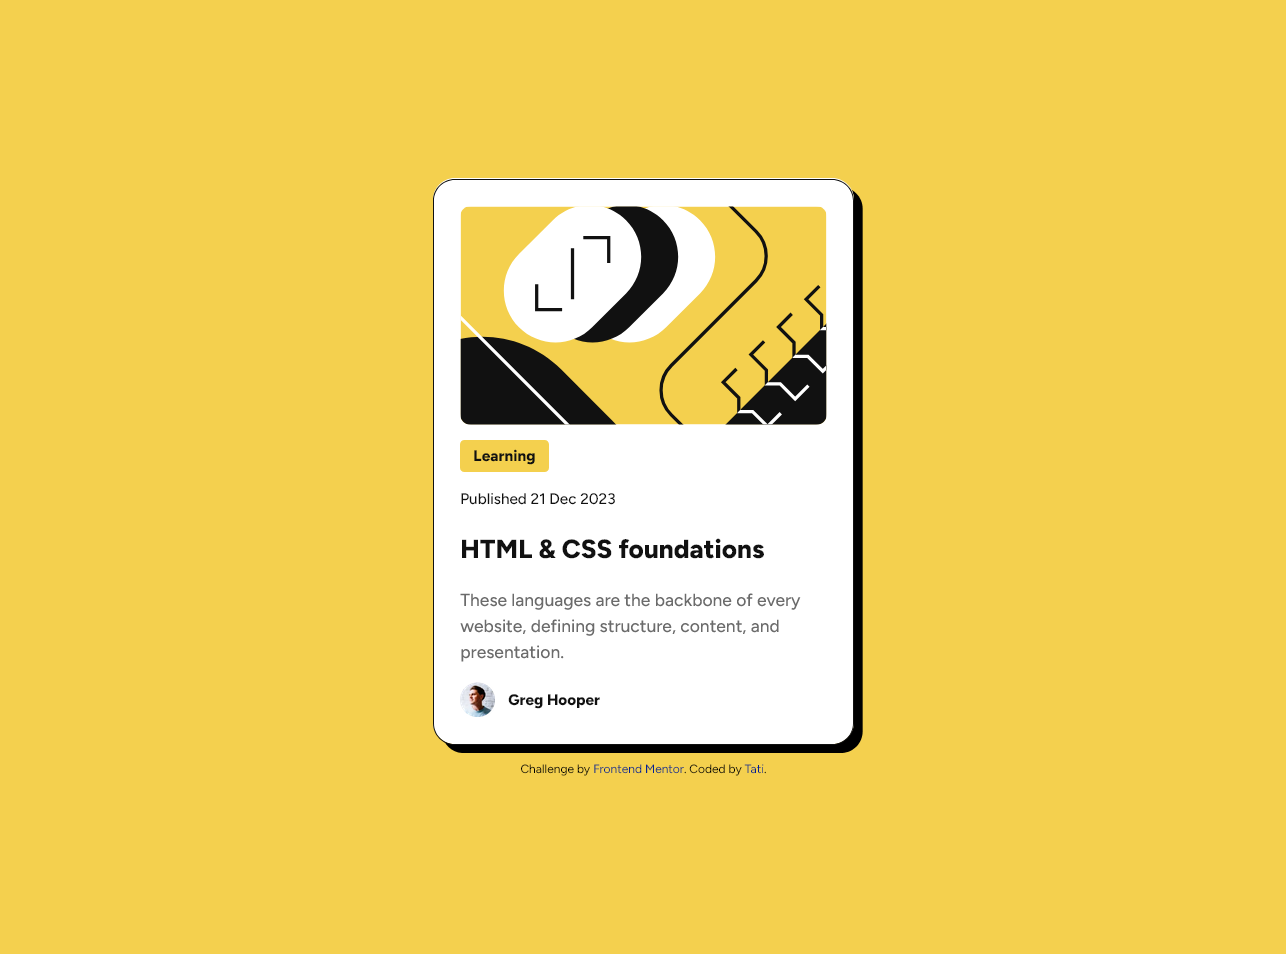 Learning
Published 21 Dec 2023
HTML & CSS foundations
These languages are the backbone of every
website, defining structure, content, and
presentation.
Greg Hooper
Challenge by Frontend Mentor. Coded by Tati.